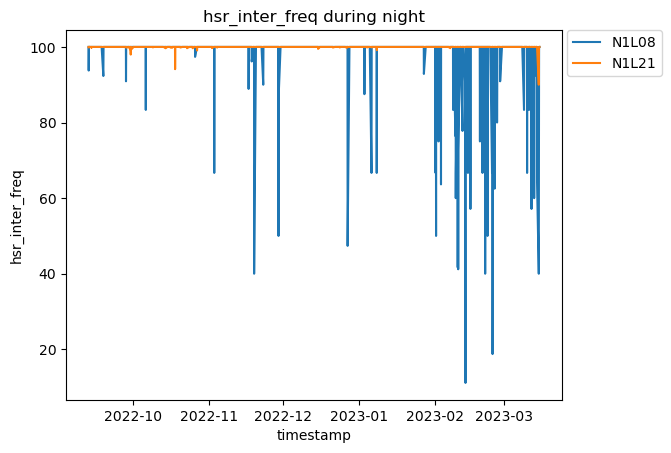 hsr_inter_freq during night
N1L08
N1L21
hsr_inter_freq
100
80
60
40
20
2022-10 2022-11 2022-12 2023-01 2023-02 2023-03
timestamp